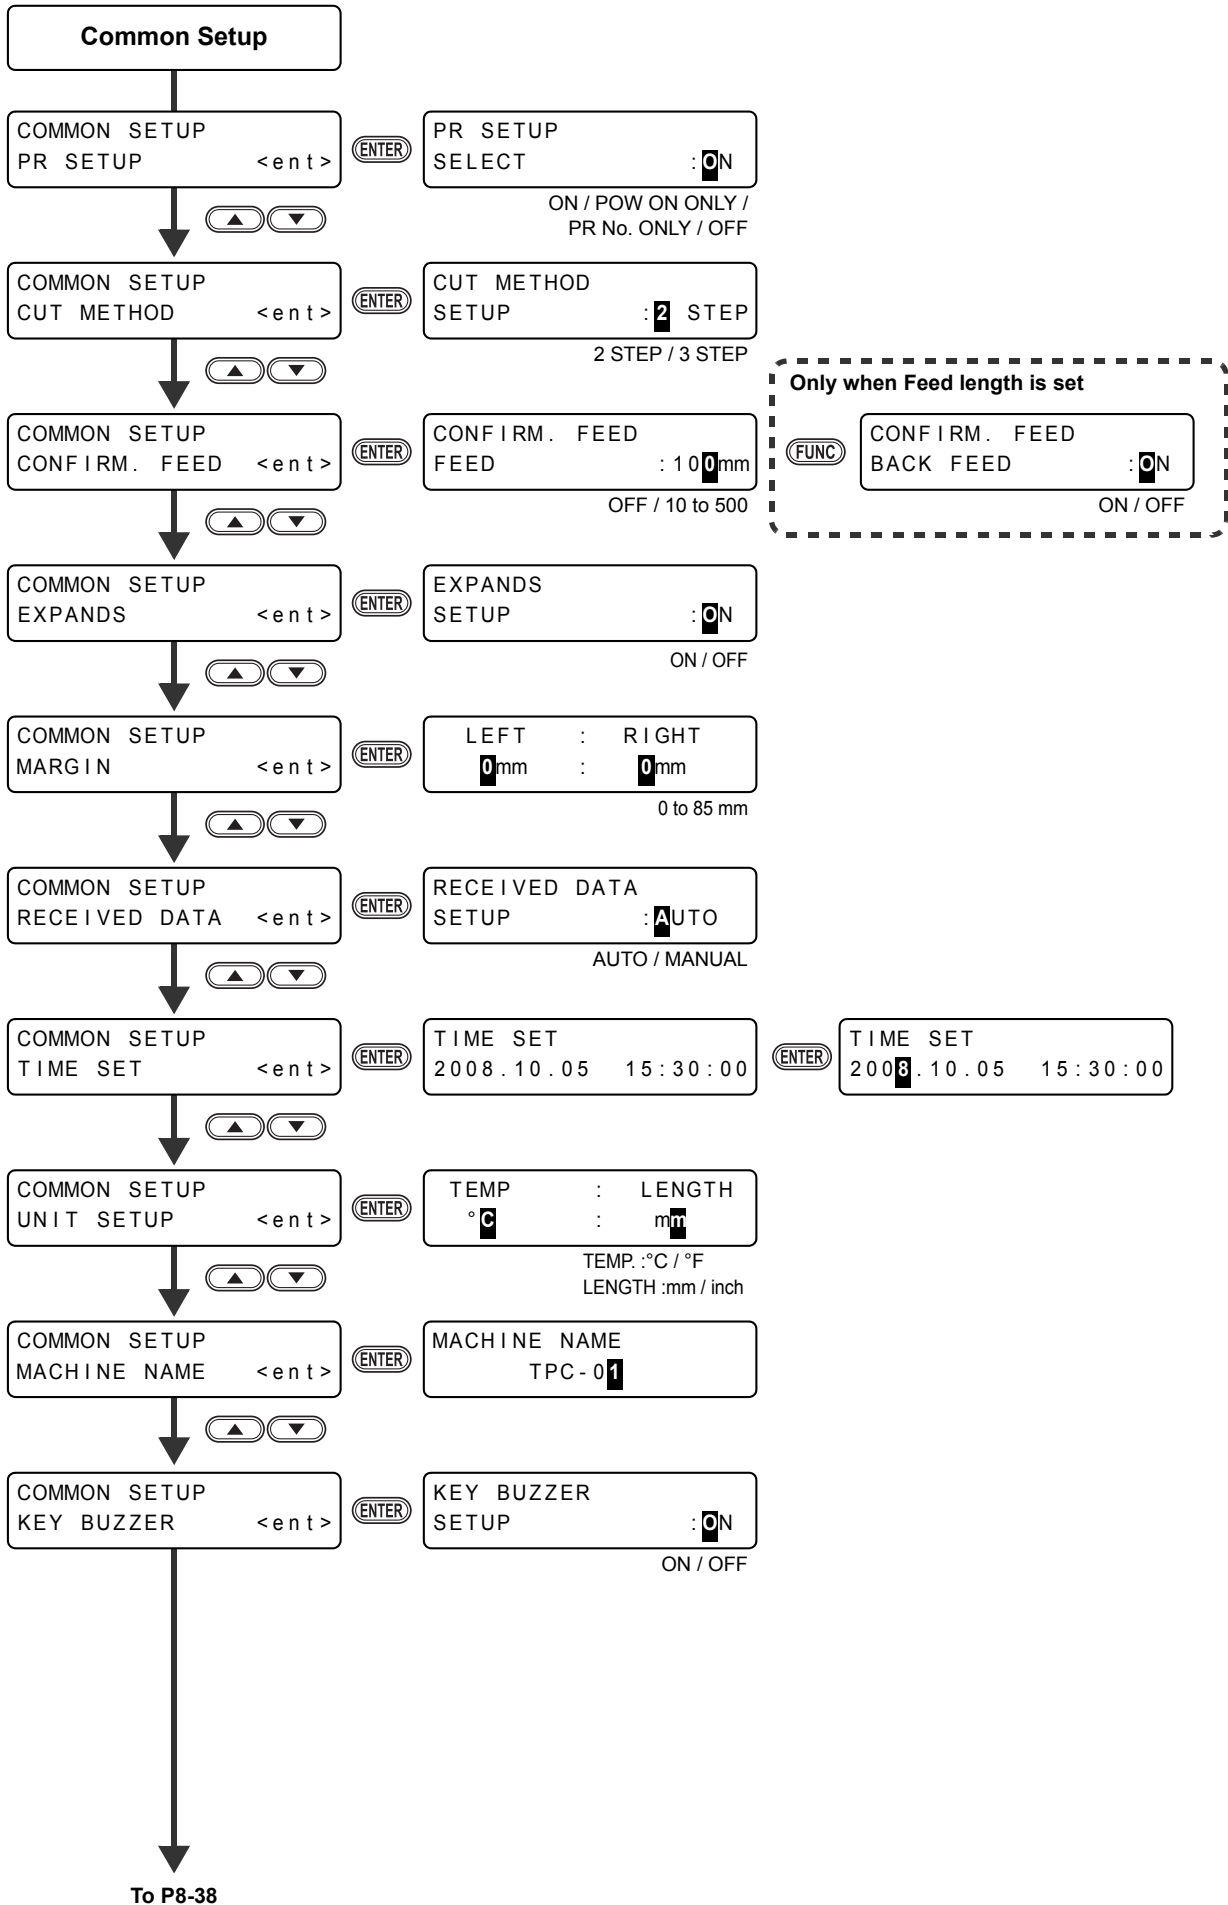 Common Setup
COMMON SETUP
PR SETUP <ent>
ENTER
PR SETUP
SELECT :ON
ON / POW ON ONLY /
PR No. ONLY / OFF
COMMON SETUP
CUT METHOD <ent>
ENTER
CUT METHOD
SETUP :2 STEP
2 STEP / 3 STEP
COMMON SETUP
CONFIRM. FEED <ent>
ENTER
CONFIRM. FEED
FEED :100mm
OFF / 10 to 500
Only when Feed length is set
FUNC
CONFIRM. FEED
BACK FEED :ON
ON / OFF
COMMON SETUP
EXPANDS <ent>
ENTER
EXPANDS
SETUP :ON
ON / OFF
COMMON SETUP
MARGIN <ent>
ENTER
LEFT : RIGHT
0mm : 0mm
0 to 85 mm
COMMON SETUP
RECEIVED DATA <ent>
ENTER
RECEIVED DATA
SETUP :AUTO
AUTO / MANUAL
COMMON SETUP
TIME SET <ent>
ENTER
TIME SET
2008.10.05 15:30:00
ENTER
TIME SET
2008.10.05 15:30:00
COMMON SETUP
UNIT SETUP <ent>
ENTER
TEMP : LENGTH
°C : mm
TEMP. :°C / °F
LENGTH :mm / inch
COMMON SETUP
MACHINE NAME <ent>
ENTER
MACHINE NAME
TPC-01
COMMON SETUP
KEY BUZZER <ent>
ENTER
KEY BUZZER
SETUP :ON
ON / OFF
To P8-38